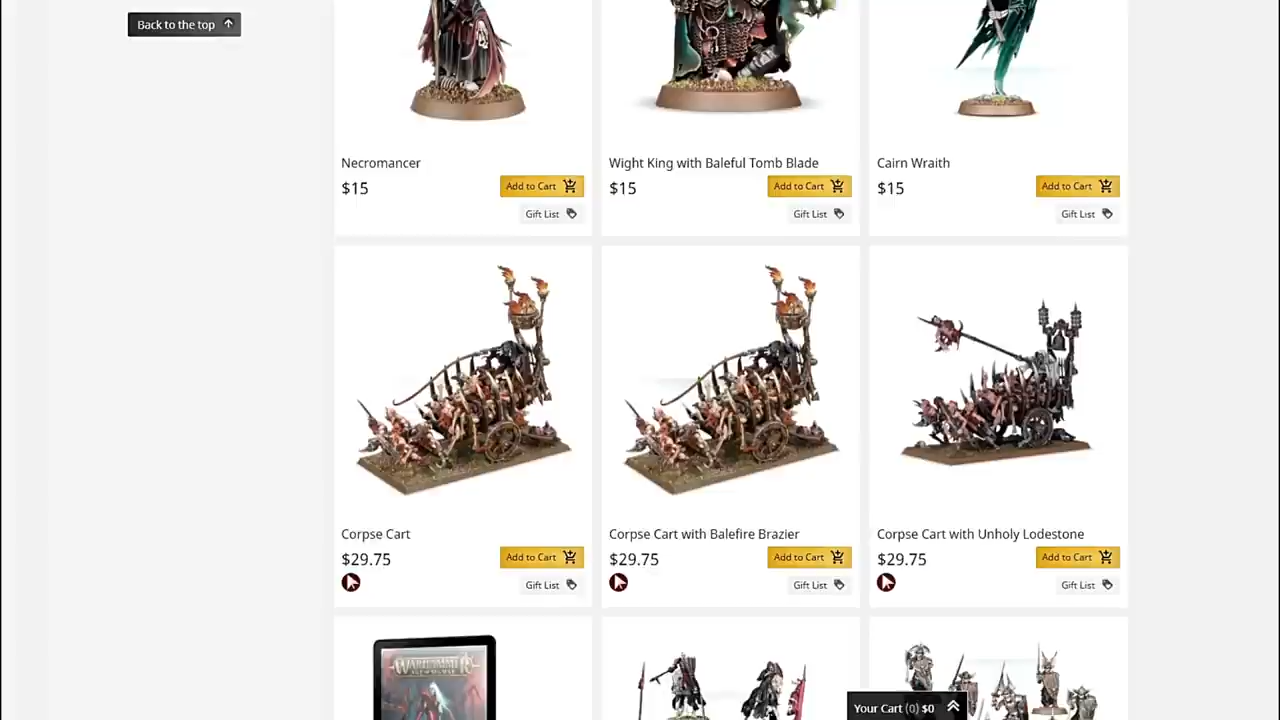 Back to the top
Necromancer
$15
Add to Cart
Gift List
Wight King with Baleful Tomb Blade
$15
Add to Cart
Gift List
Cairn Wraith
$15
Add to Cart
Gift List
Corpse Cart
$29.75
Add to Cart
Gift List
Corpse Cart with Balefire Brazier
$29.75
Add to Cart
Gift List
Corpse Cart with Unholy Lodestone
$29.75
Add to Cart
Gift List
WARHAMMER
Your Cart (0) $0